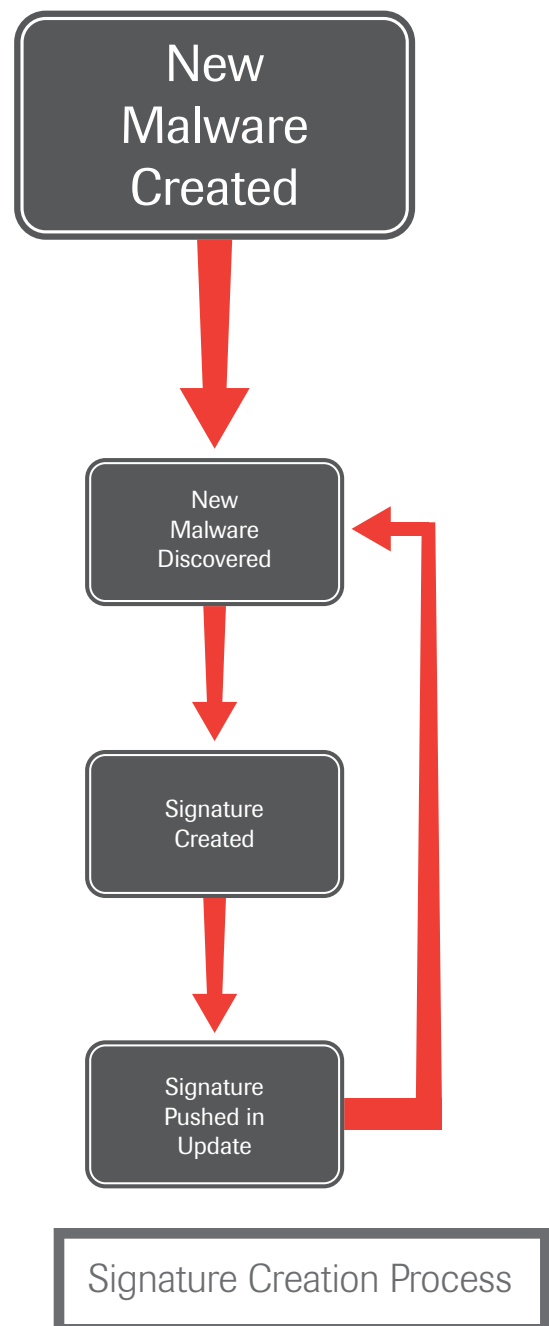 New
Malware
Created
New
Malware
Discovered
Signature
Created
Signature
Pushed in
Update
Signature Creation Process